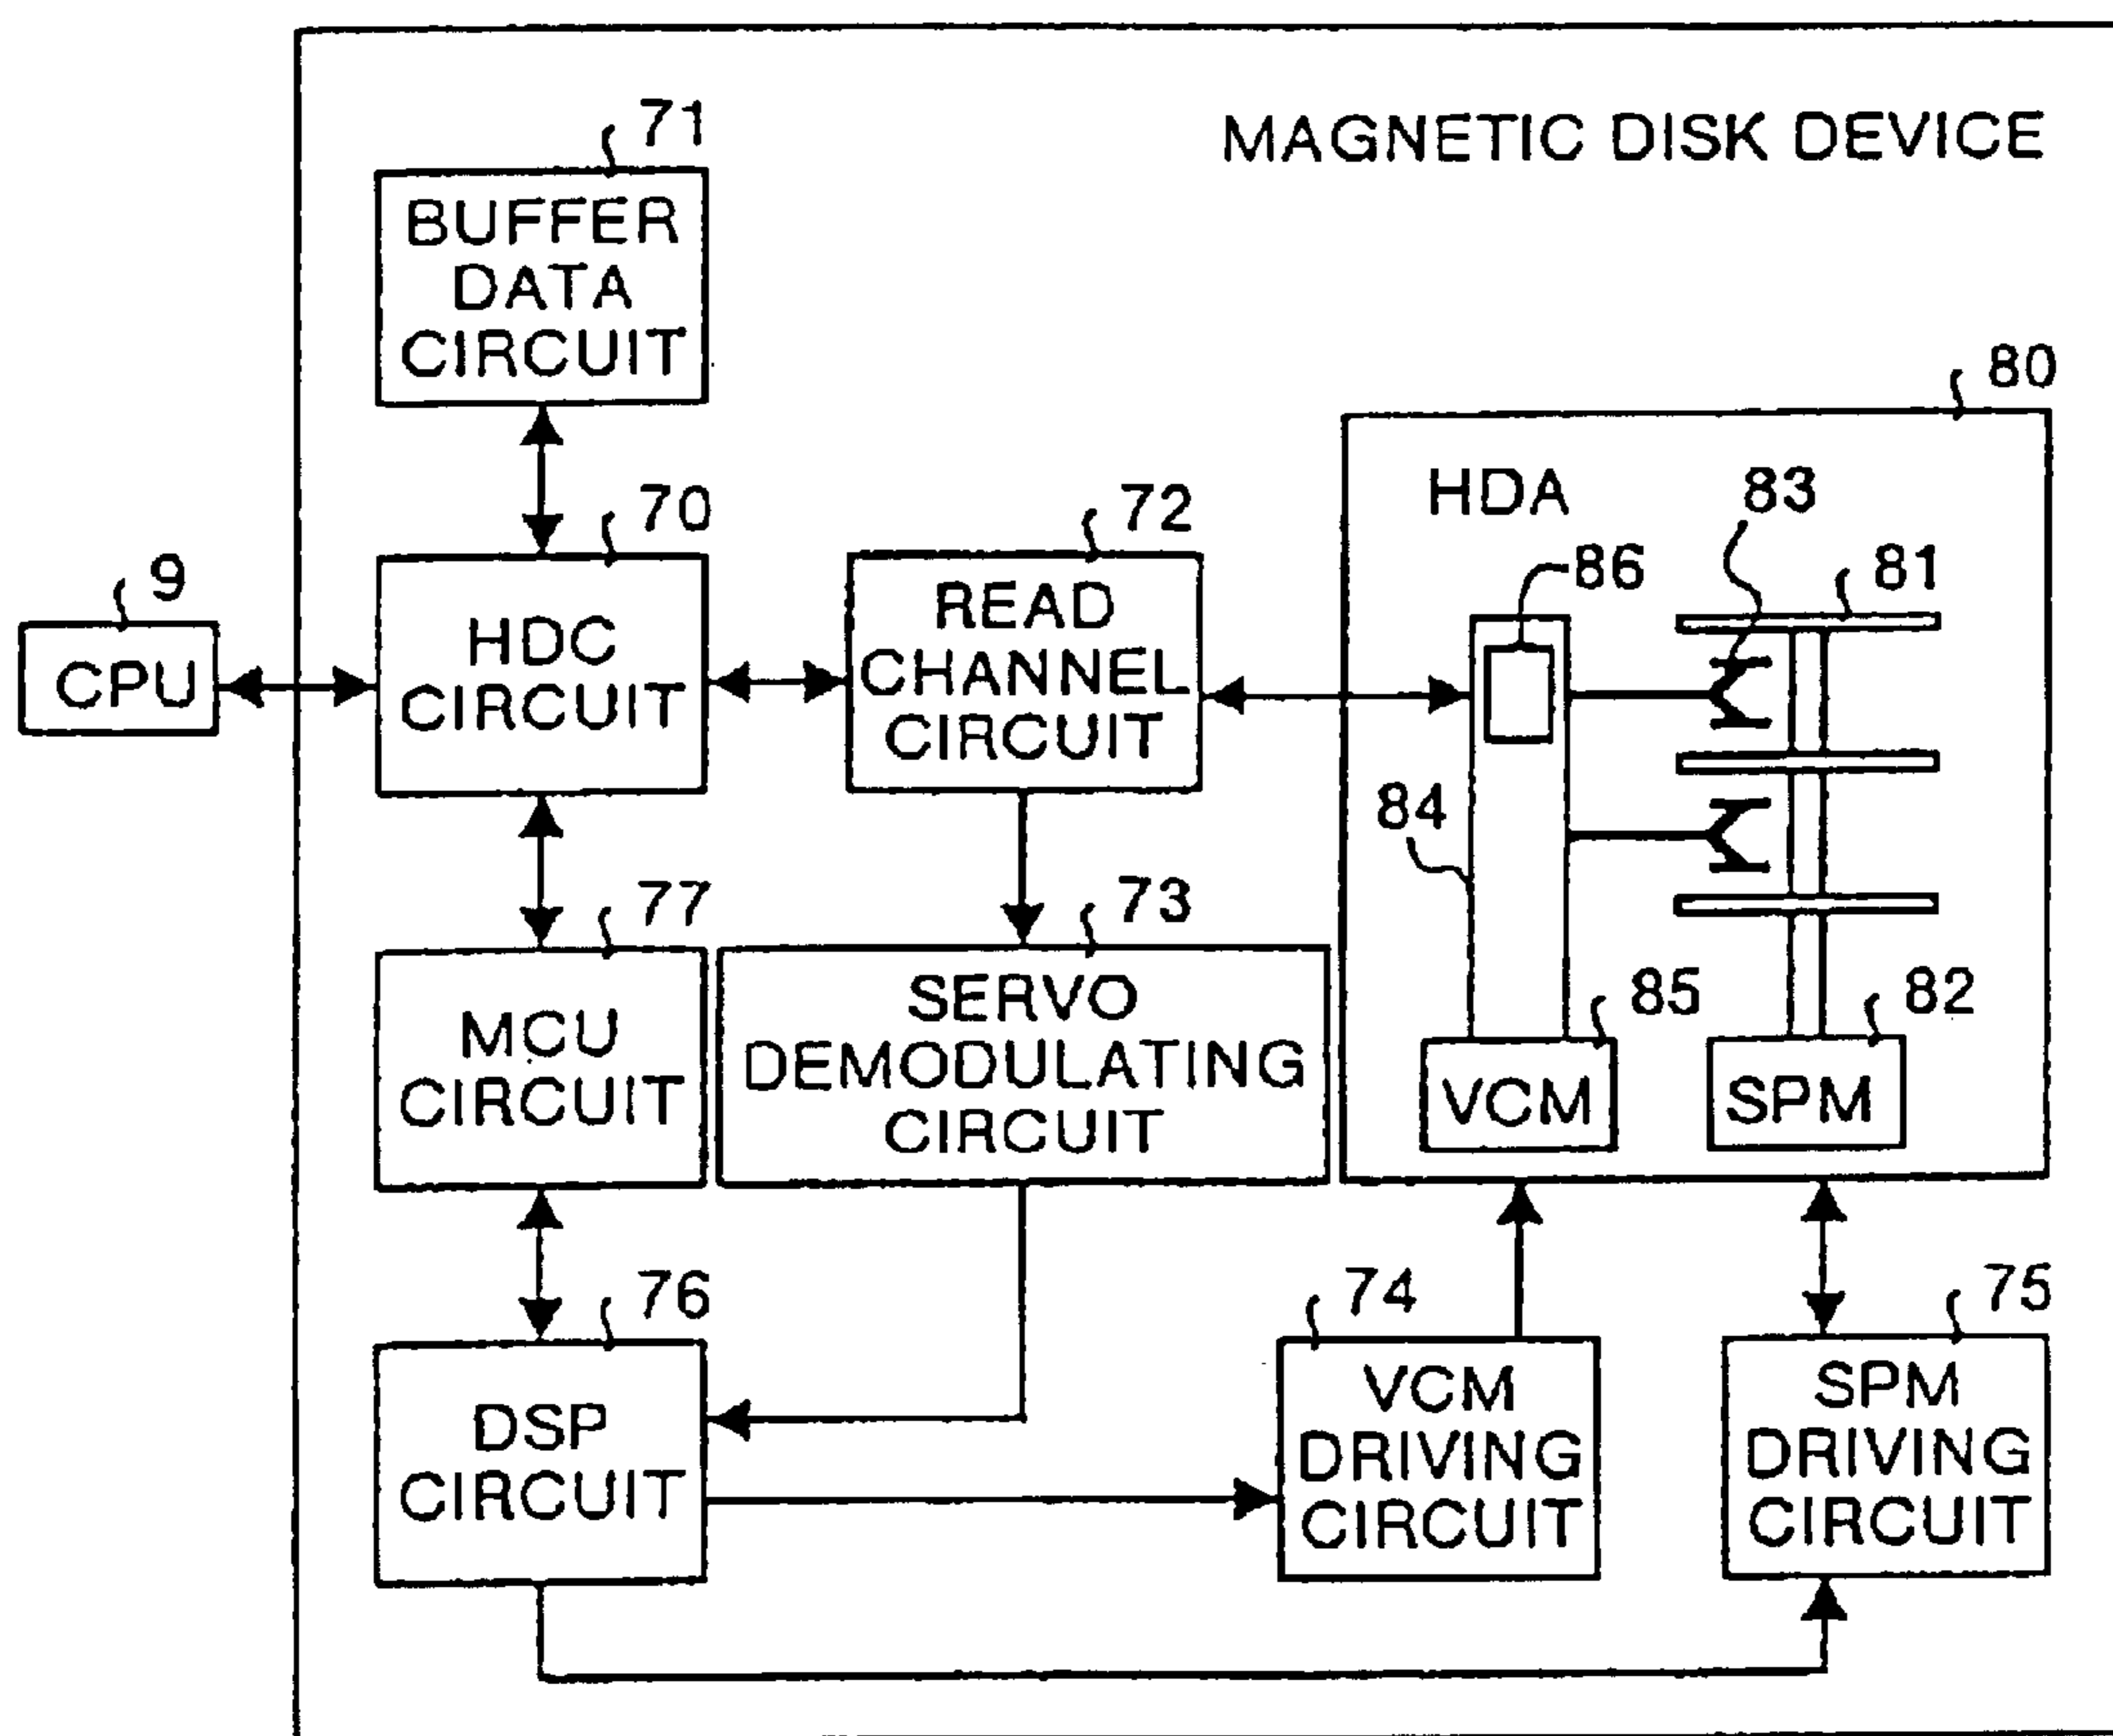 MAGNETIC DISK DEVICE
71
BUFFER
DATA
CIRCUIT
80
HDA
83
70
72
86
81
9
CPU
HDC
CIRCUIT
READ
CHANNEL
CIRCUIT
84
77
73
MCU
CIRCUIT
SERVO
DEMODULATING
CIRCUIT
85
82
VCM
SPM
76
74
75
DSP
CIRCUIT
VCM
DRIVING
CIRCUIT
SPM
DRIVING
CIRCUIT